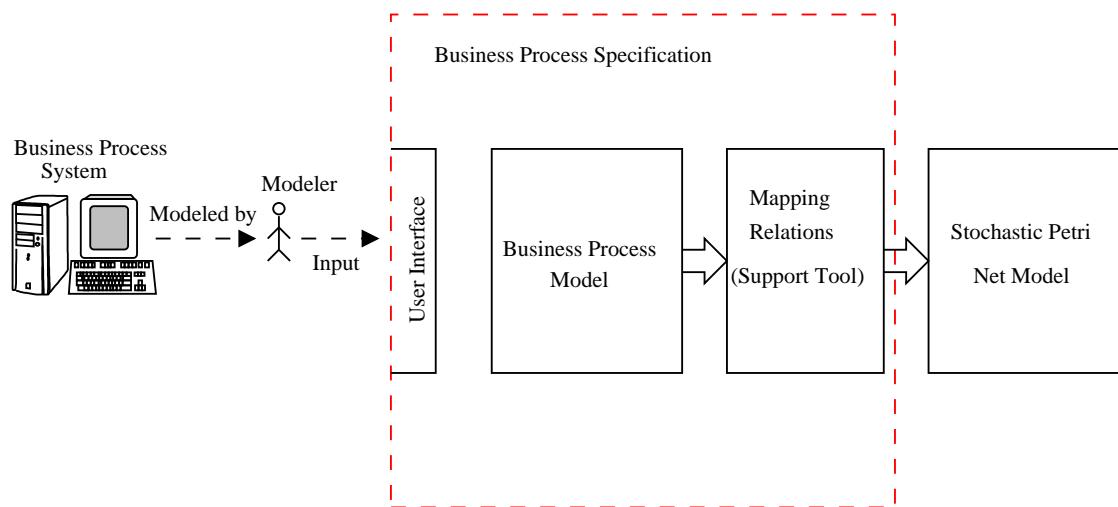 Business Process Specification
Business Process
System
Modeled by
Modeler
Input
User Interface
Business Process
Model
Mapping
Relations
(Support Tool)
Stochastic Petri
Net Model